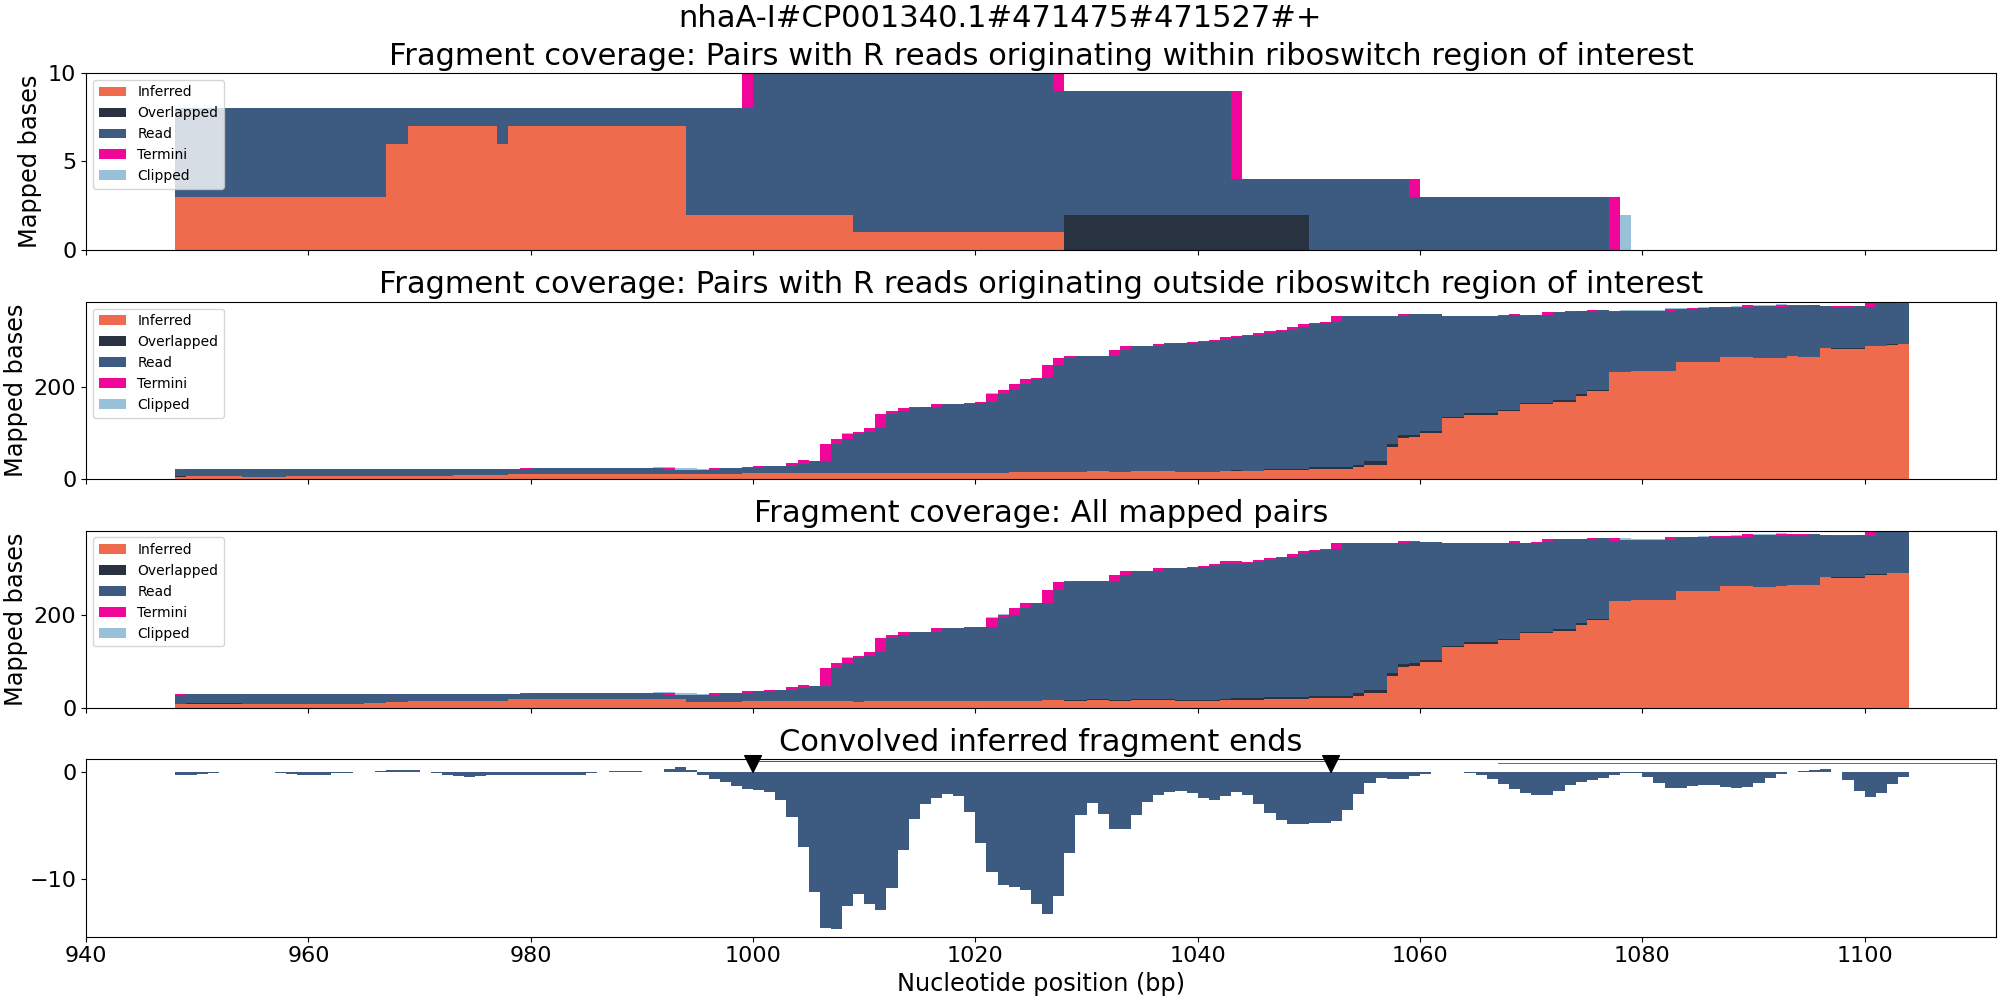 nhaA-I#CP001340.1#471475#471527#+
Fragment coverage: Pairs with R reads originating within riboswitch region of interest
10
5
0
Mapped bases
Inferred
Overlapped
Read
Termini
Clipped
Fragment coverage: Pairs with R reads originating outside riboswitch region of interest
200
0
Mapped bases
Inferred
Overlapped
Read
Termini
Clipped
Fragment coverage: All mapped pairs
200
0
Mapped bases
Inferred
Overlapped
Read
Termini
Clipped
Convolved inferred fragment ends
0
−10
940 960 980 1000 1020 1040 1060 1080 1100
Nucleotide position (bp)